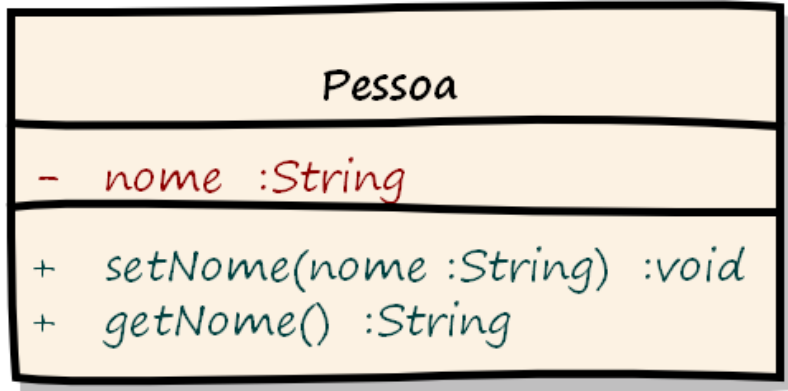 Pessoa
- nome :String
+ setNome(nome :String) :void
+ getNome() :String